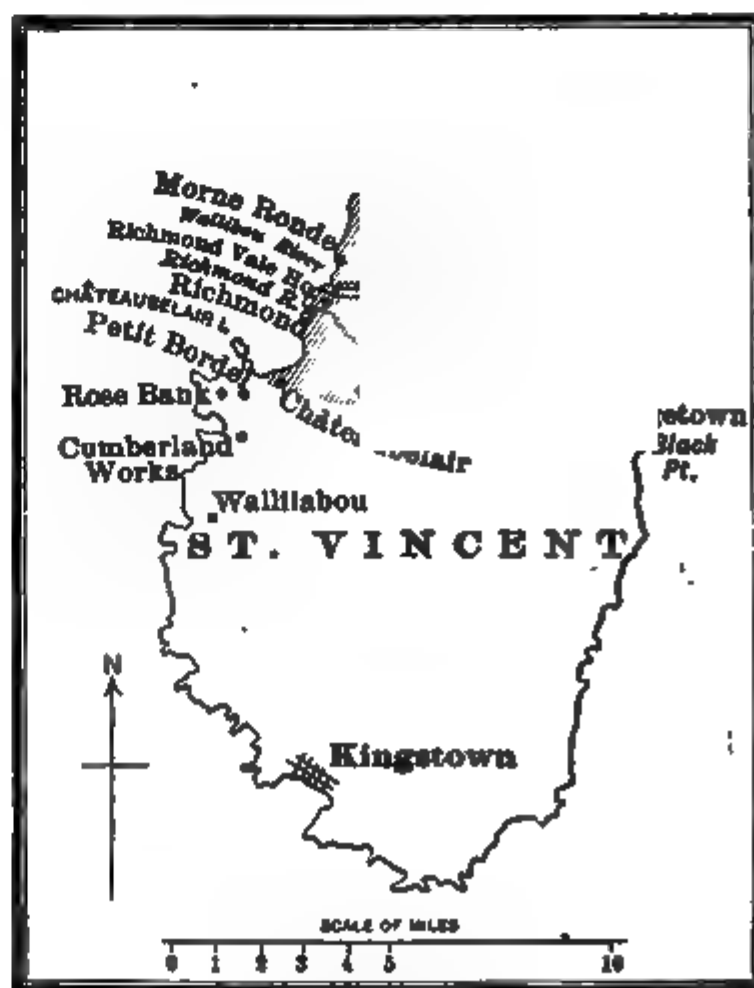 Morne Ronde
Wallibou River
Richmond Vale
Richmond R.
Richmond
CHÂTEAUBELAIR I.
Petit Bordel
Rose Bank
Cumberland
Works
Wallilabou
etown
Black
Pt.
ST. VINCENT
N
Kingstown
SCALE OF MILES
0 1 2 3 4 5 10